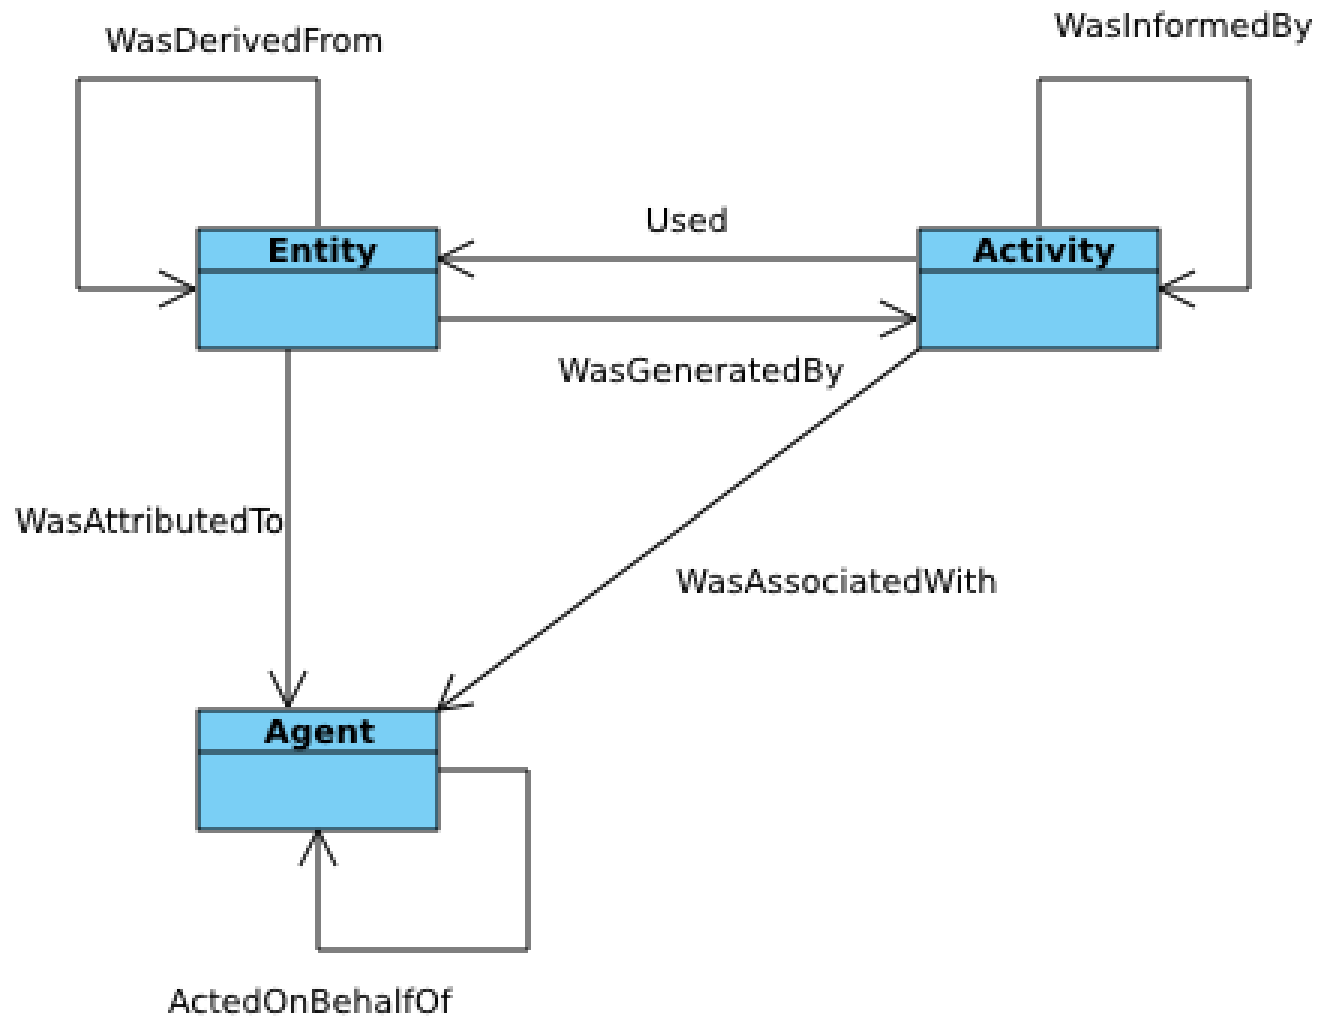 WasDerivedFrom
WasInformedBy
Used
Entity
Activity
WasGeneratedBy
WasAttributedTo
WasAssociatedWith
Agent
ActedOnBehalfOf